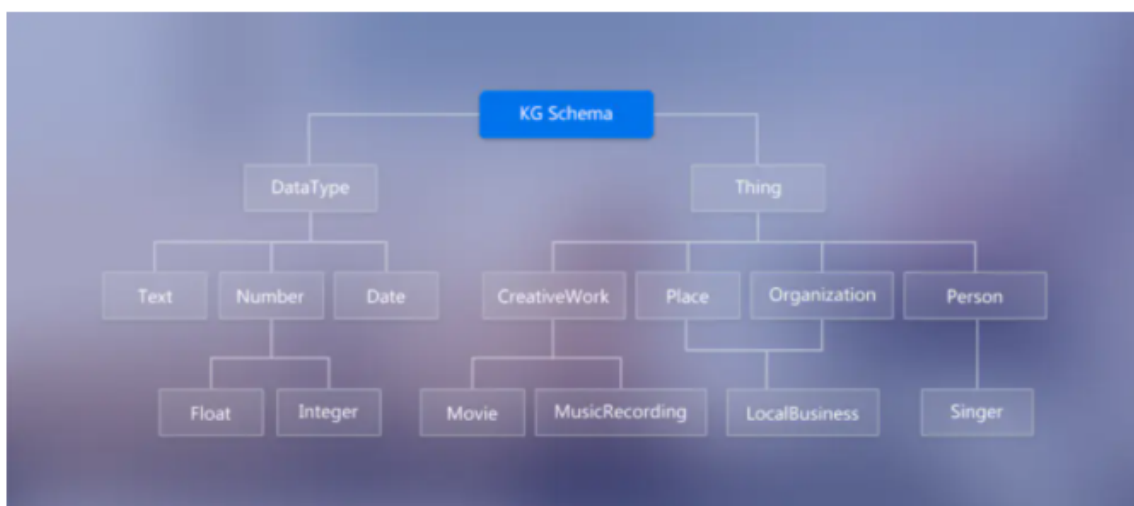 KG Schema
DataType
Thing
Text
Number
Date
CreativeWork
Place
Organization
Person
Float
Integer
Movie
MusicRecording
LocalBusiness
Singer